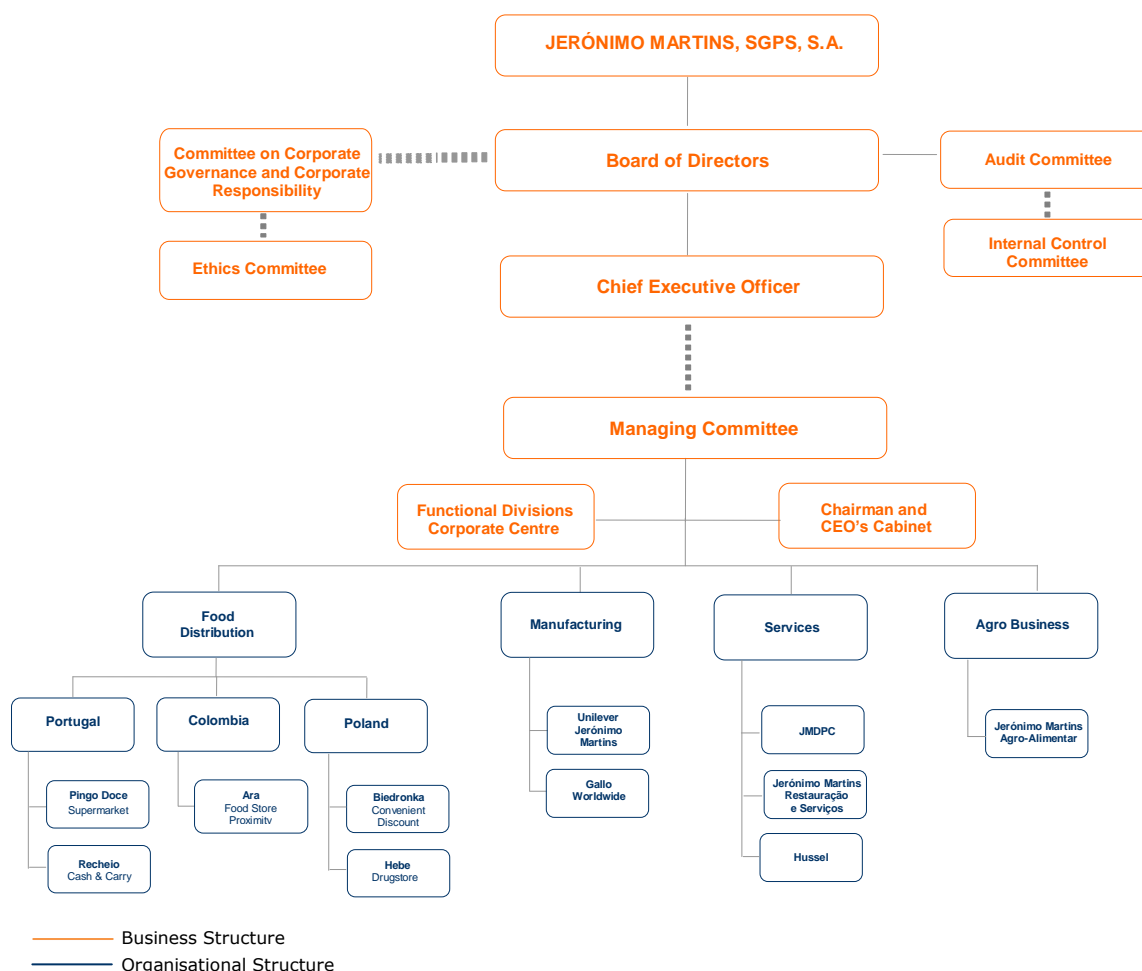 JERÓNIMO MARTINS, SGPS, S.A.
Committee on Corporate
Governance and Corporate
Responsibility
Board of Directors
Audit Committee
Ethics Committee
Internal Control
Committee
Chief Executive Officer
Managing Committee
Functional Divisions
Corporate Centre
Chairman and
CEO’s Cabinet
Food
Distribution
Manufacturing
Services
Agro Business
Portugal
Colombia
Poland
Pingo Doce
Supermarket
Recheio
Cash & Carry
Ara
Food Store
Proximity
Biedronka
Convenient
Discount
Hebe
Drugstore
Unilever
Jerónimo
Martins
Gallo
Worldwide
JMDPC
Jerónimo Martins
Restauração
e Serviços
Hussel
Jerónimo Martins
Agro-Alimentar
Business Structure
Organisational Structure